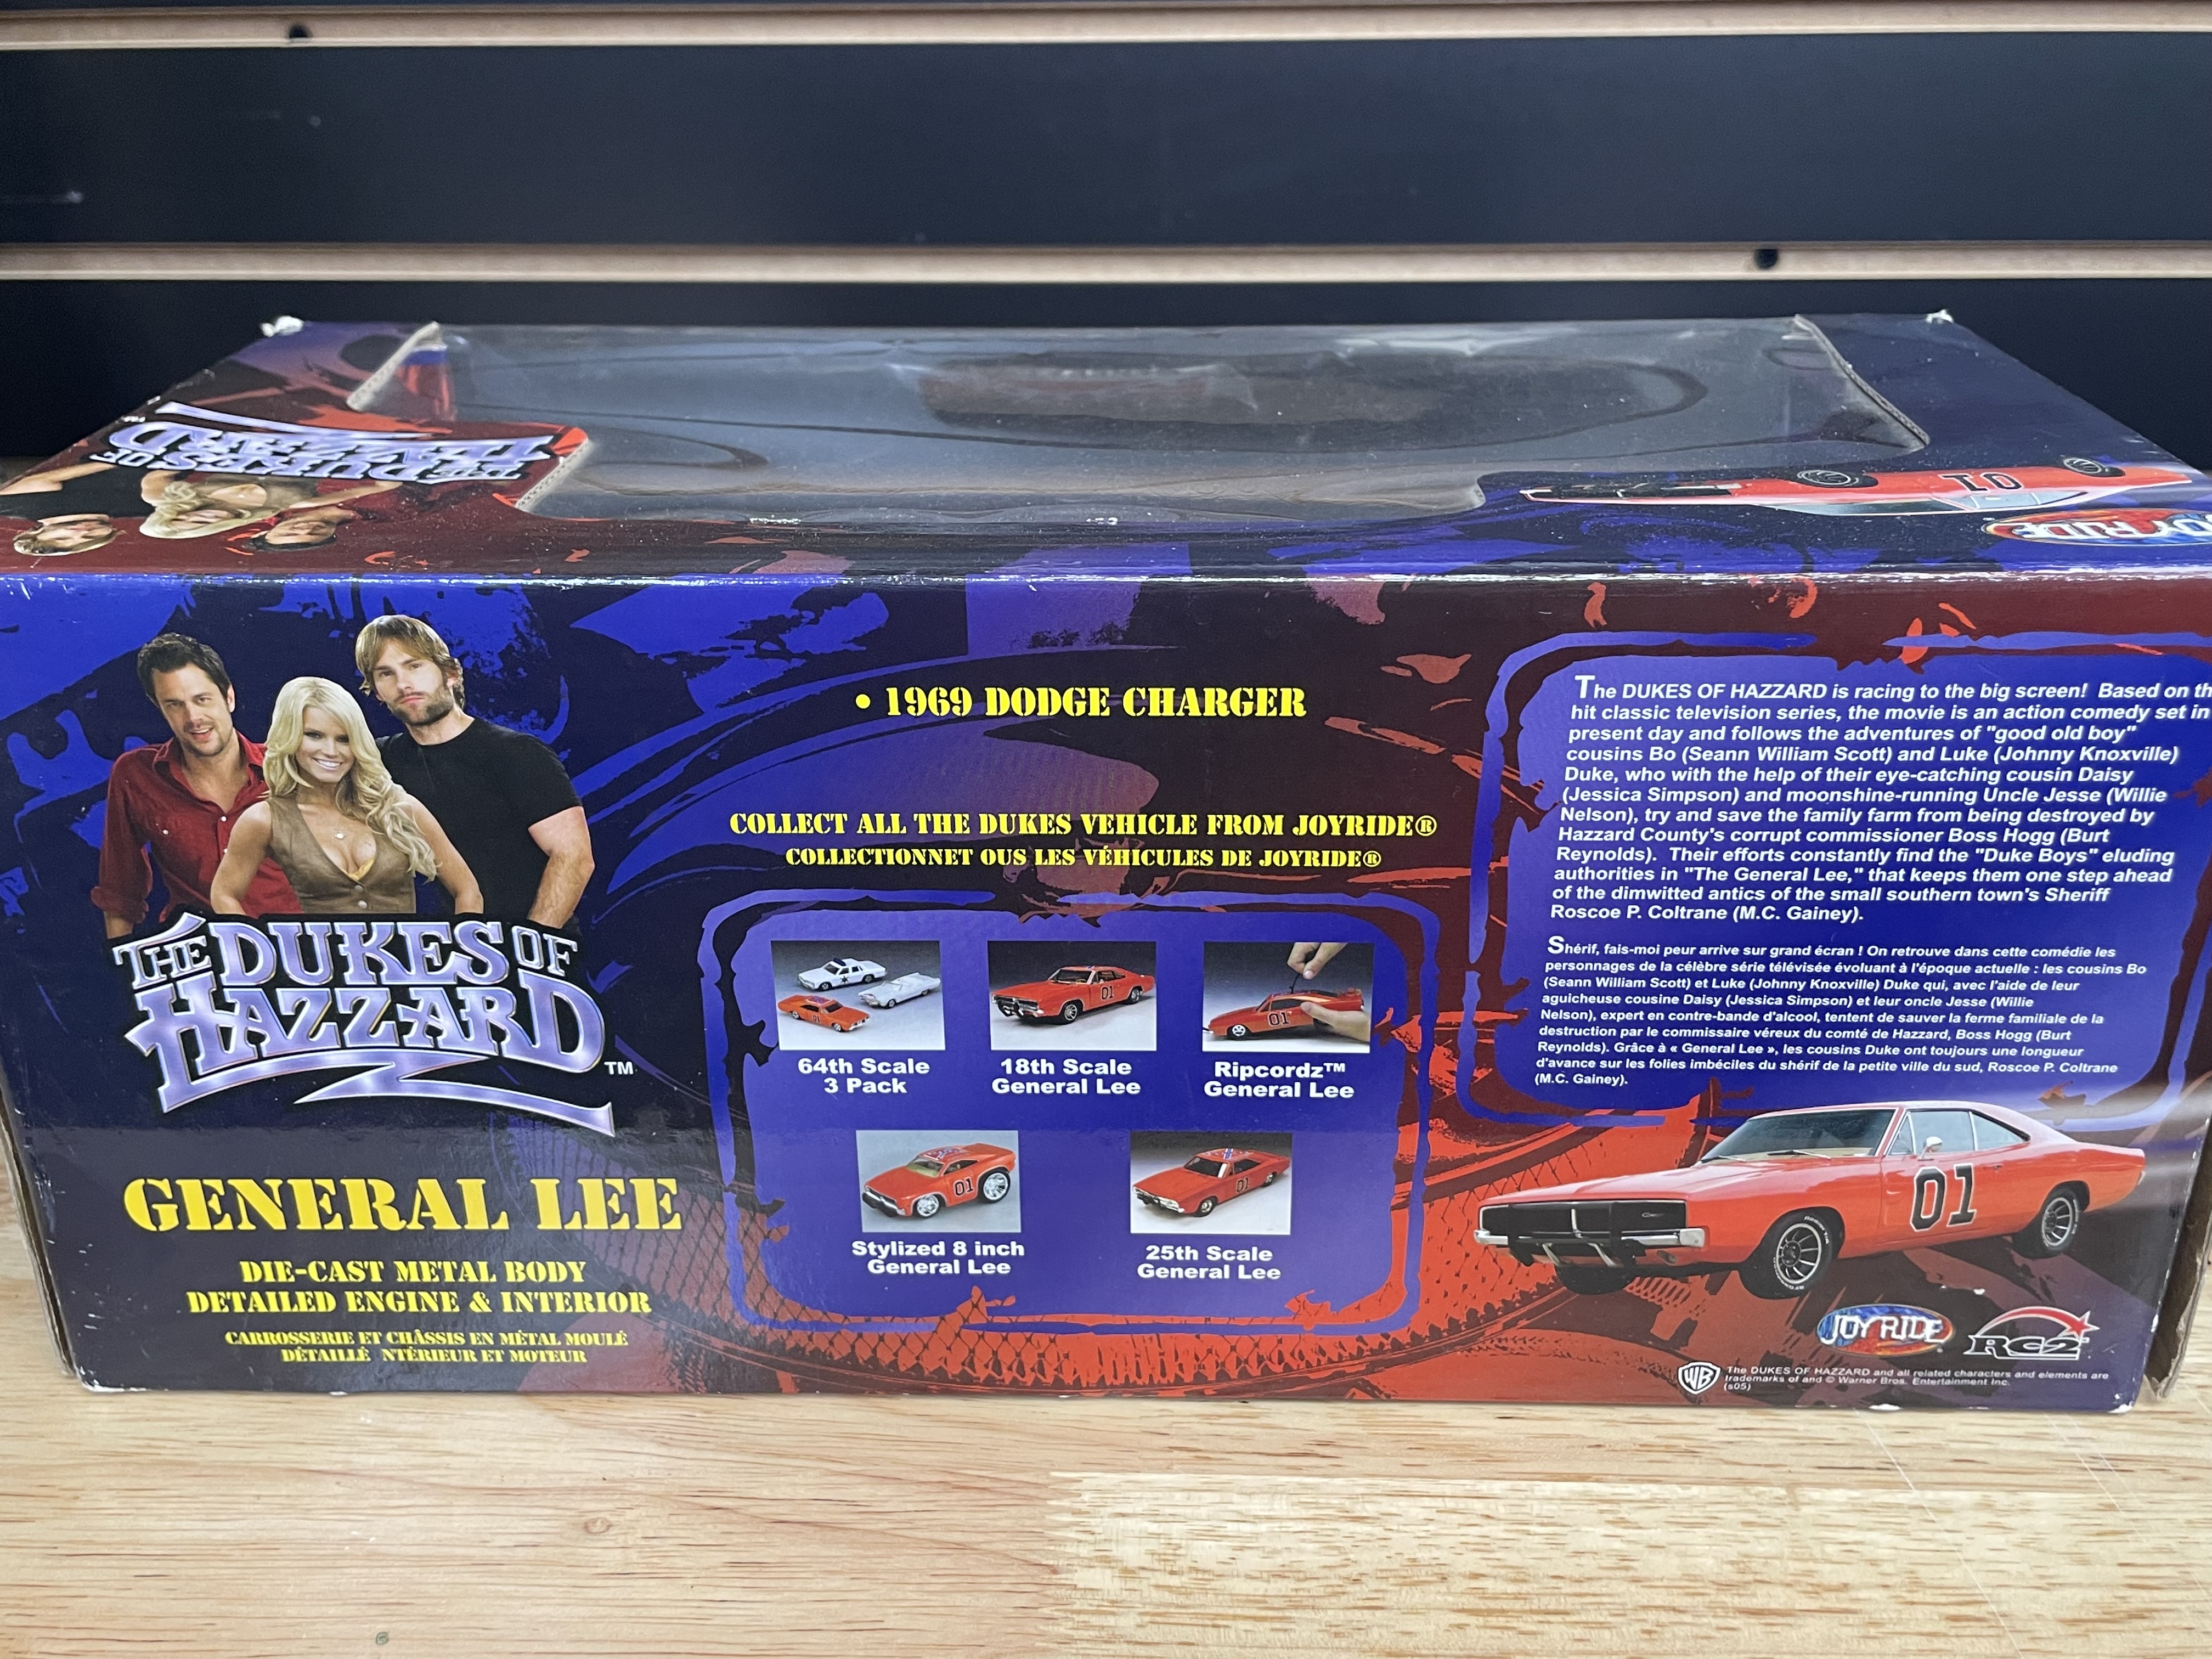 THE DUKES OF
HAZZARD
01
JOYRIDE
THE DUKES OF
HAZZARD™
GENERAL LEE
DIE-CAST METAL BODY
DETAILED ENGINE & INTERIOR
CARROSSERIE ET CHÂSSIS EN MÉTAL MOULÉ
DÉTAILLÉ NTÉRIEUR ET MOTEUR
• 1969 DODGE CHARGER
COLLECT ALL THE DUKES VEHICLE FROM JOYRIDE®
COLLECTIONNET OUS LES VÉHICULES DE JOYRIDE®
01
01
01
64th Scale
3 Pack
18th Scale
General Lee
Ripcordz™
General Lee
01
01
Stylized 8 inch
General Lee
25th Scale
General Lee
The DUKES OF HAZZARD is racing to the big screen! Based on th
hit classic television series, the movie is an action comedy set in
present day and follows the adventures of "good old boy"
cousins Bo (Seann William Scott) and Luke (Johnny Knoxville)
Duke, who with the help of their eye-catching cousin Daisy
(Jessica Simpson) and moonshine-running Uncle Jesse (Willie
Nelson), try and save the family farm from being destroyed by
Hazzard County's corrupt commissioner Boss Hogg (Burt
Reynolds). Their efforts constantly find the "Duke Boys" eluding
authorities in "The General Lee," that keeps them one step ahead
of the dimwitted antics of the small southern town's Sheriff
Roscoe P. Coltrane (M.C. Gainey).
Shérif, fais-moi peur arrive sur grand écran ! On retrouve dans cette comédie les
personnages de la célèbre série télévisée évoluant à l'époque actuelle : les cousins Bo
(Seann William Scott) et Luke (Johnny Knoxville) Duke qui, avec l'aide de leur
aguicheuse cousine Daisy (Jessica Simpson) et leur oncle Jesse (Willie
Nelson), expert en contre-bande d'alcool, tentent de sauver la ferme familiale de la
destruction par le commissaire véreux du comté de Hazzard, Boss Hogg (Burt
Reynolds). Grâce à « General Lee », les cousins Duke ont toujours une longueur
d'avance sur les folies imbéciles du shérif de la petite ville du sud, Roscoe P. Coltrane
(M.C. Gainey).
01
JOYRIDE
RC2
WB
The DUKES OF HAZZARD and all related characters and elements are
trademarks of and © Warner Bros. Entertainment Inc.
(s05)